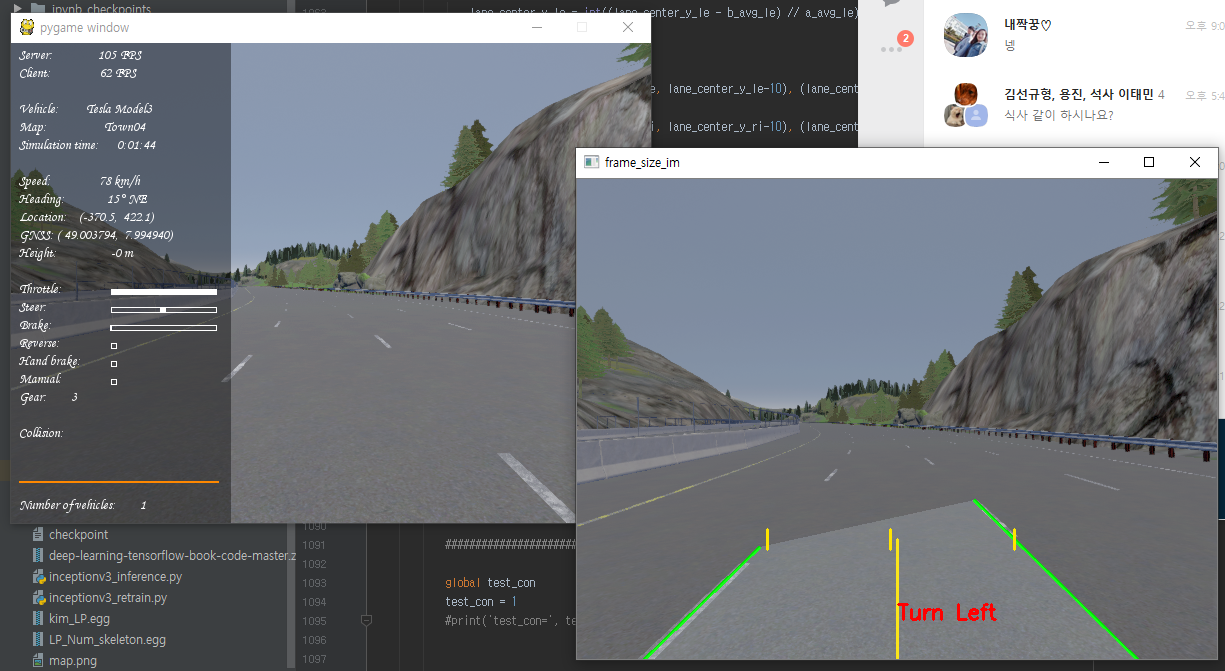 ipynb_checkpoints
1063
lane_center_y_le = int((lane_center_y_le - b_avg_le) // a_avg_le)
pygame window
Server: 105 FPS
Client: 62 FPS
Vehicle: Tesla Model3
Map: Town04
Simulation time: 0:01:44
Speed: 78 km/h
Heading: 15° NE
Location: (-370.5, 422.1)
GNSS: ( 49.003794, 7.994940)
Height: -0 m
Throttle:
Steer:
Brake:
Reverse:
Hand brake:
Manual:
Gear: 3
Collision:
Number of vehicles: 1
e, lane_center_y_le-10), (lane_cent
i, lane_center_y_ri-10), (lane_cent
2
내짝꿍♡
오후 9:0
넹
김선규형, 용진, 석사 이태민 4
오후 5:4
식사 같이 하시나요?
frame_size_im
Turn Left
checkpoint
deep-learning-tensorflow-book-code-master.z
inceptionv3_inference.py
inceptionv3_retrain.py
kim_LP.egg
LP_Num_skeleton.egg
map.png
1090
1091
##########################
1092
1093 global test_con
1094 test_con = 1
1095 #print('test_con=', te
1096
1097